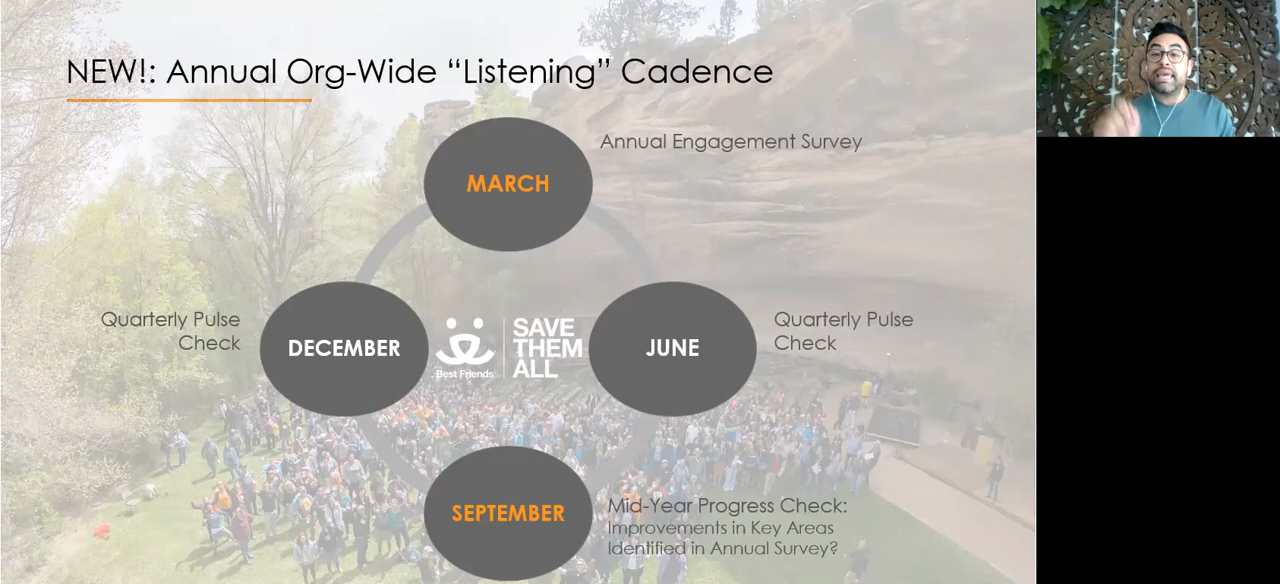 NEW!: Annual Org-Wide “Listening” Cadence
MARCH
Annual Engagement Survey
Quarterly Pulse
Check
DECEMBER
Best Friends
SAVE
THEM
ALL
JUNE
Quarterly Pulse
Check
SEPTEMBER
Mid-Year Progress Check:
Improvements in Key Areas
Identified in Annual Survey?